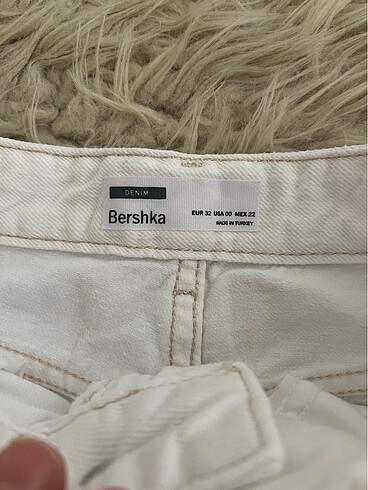 DENIM
Bershka
EUR 32 USA 00 MEX 22
MADE IN TURKEY